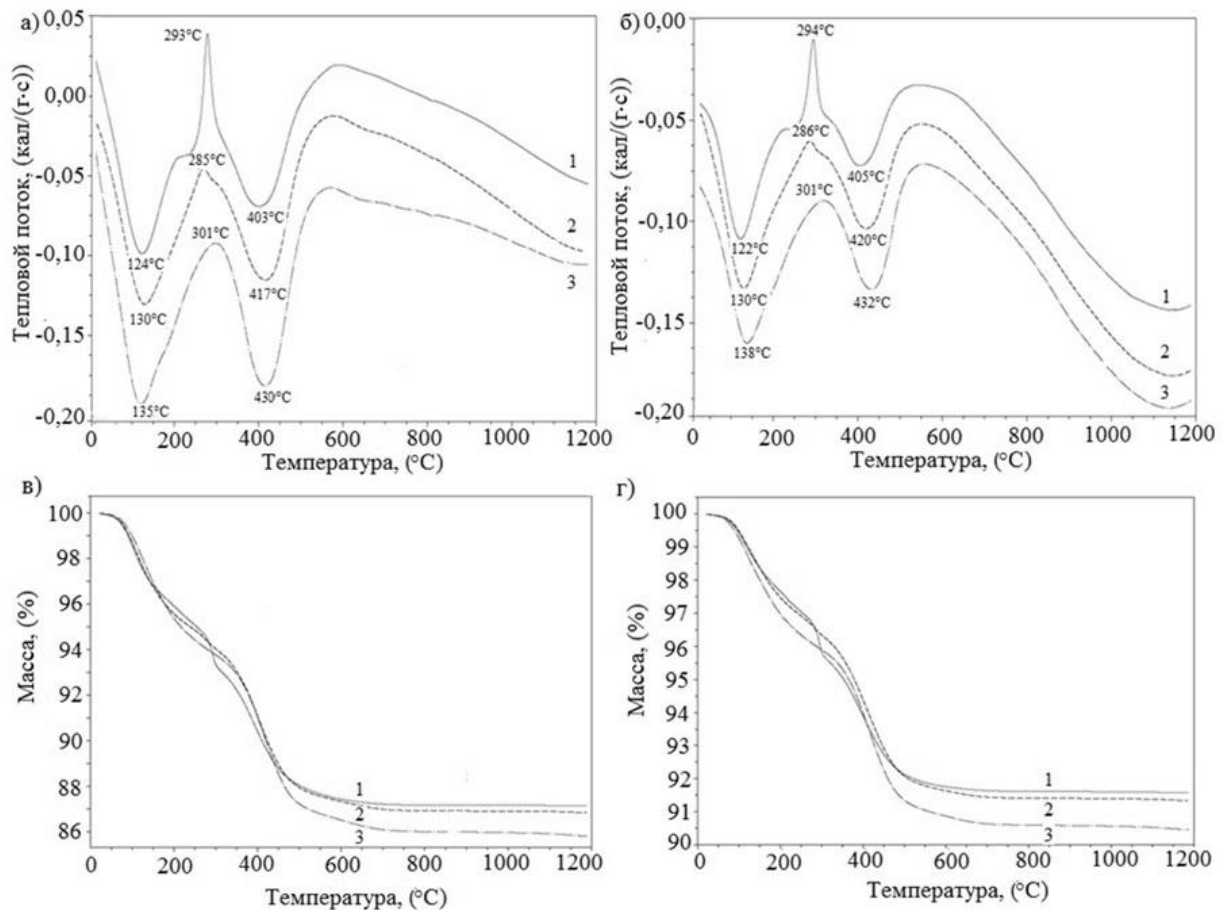 а)
0,05
0,00
-0,05
-0,10
-0,15
-0,20
Тепловой поток, (кал/(г·с))
293°C
285°C
301°C
124°C
130°C
135°C
403°C
417°C
430°C
1
2
3
0 200 400 600 800 1000 1200
Температура, (°C)
б)
0,00
-0,05
-0,10
-0,15
-0,20
Тепловой поток, (кал/(г·с))
294°C
286°C
301°C
122°C
130°C
138°C
405°C
420°C
432°C
1
2
3
0 200 400 600 800 1000 1200
Температура, (°C)
в)
100
98
96
94
92
90
88
86
Масса, (%)
1
2
3
0 200 400 600 800 1000 1200
Температура, (°C)
г)
100
99
98
97
96
95
94
93
92
91
90
Масса, (%)
1
2
3
0 200 400 600 800 1000 1200
Температура, (°C)